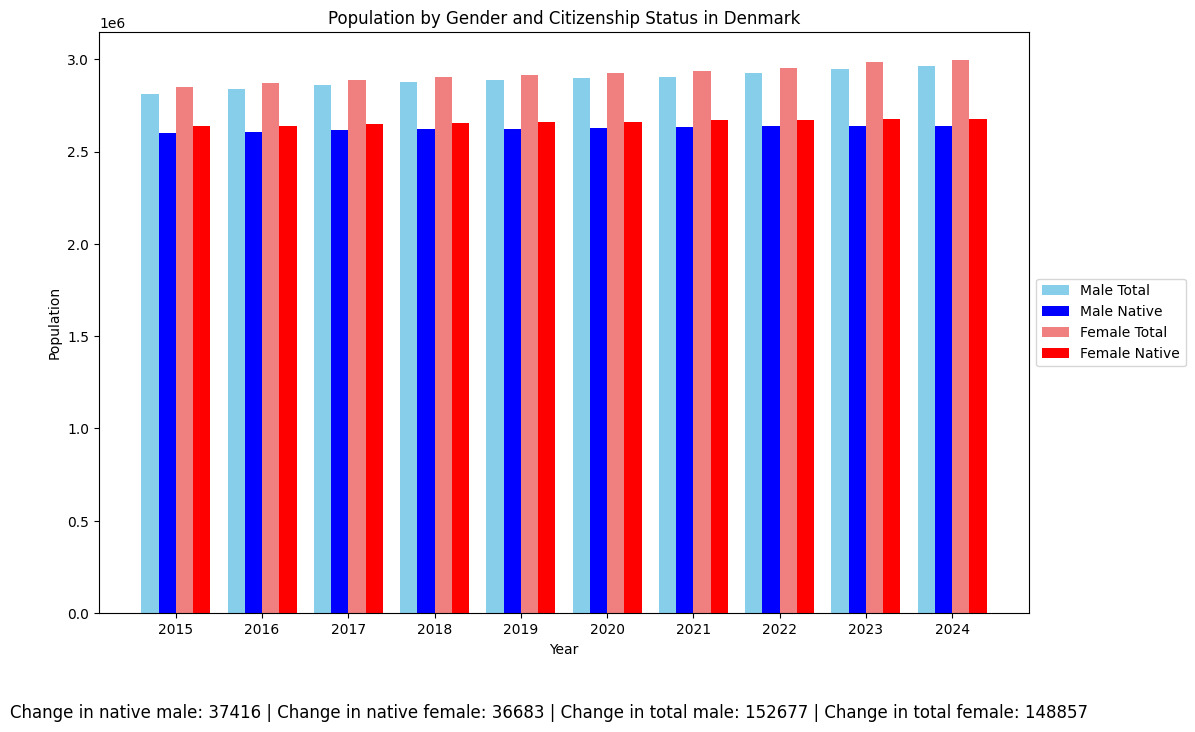 Population by Gender and Citizenship Status in Denmark
1e6
3.0
2.5
2.0
1.5
1.0
0.5
0.0
Population
2015 2016 2017 2018 2019 2020 2021 2022 2023 2024
Year
Male Total
Male Native
Female Total
Female Native
Change in native male: 37416 | Change in native female: 36683 | Change in total male: 152677 | Change in total female: 148857